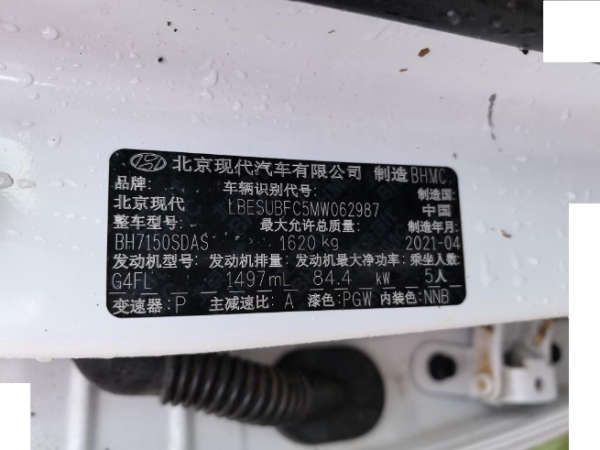 北京现代汽车有限公司 制造 BHMC
品牌: 车辆识别代号: 制造国:
北京现代 LBESUBFC5MW062987 中国
整车型号: 最大允许总质量: 制造年月:
BH7150SDAS 1620 kg 2021-04
发动机型号: 发动机排量: 发动机最大净功率: 乘坐人数:
G4FL 1497mL 84.4 kW 5人
变速器: P 主减速比: A 漆色: PGW 内装色: NNB